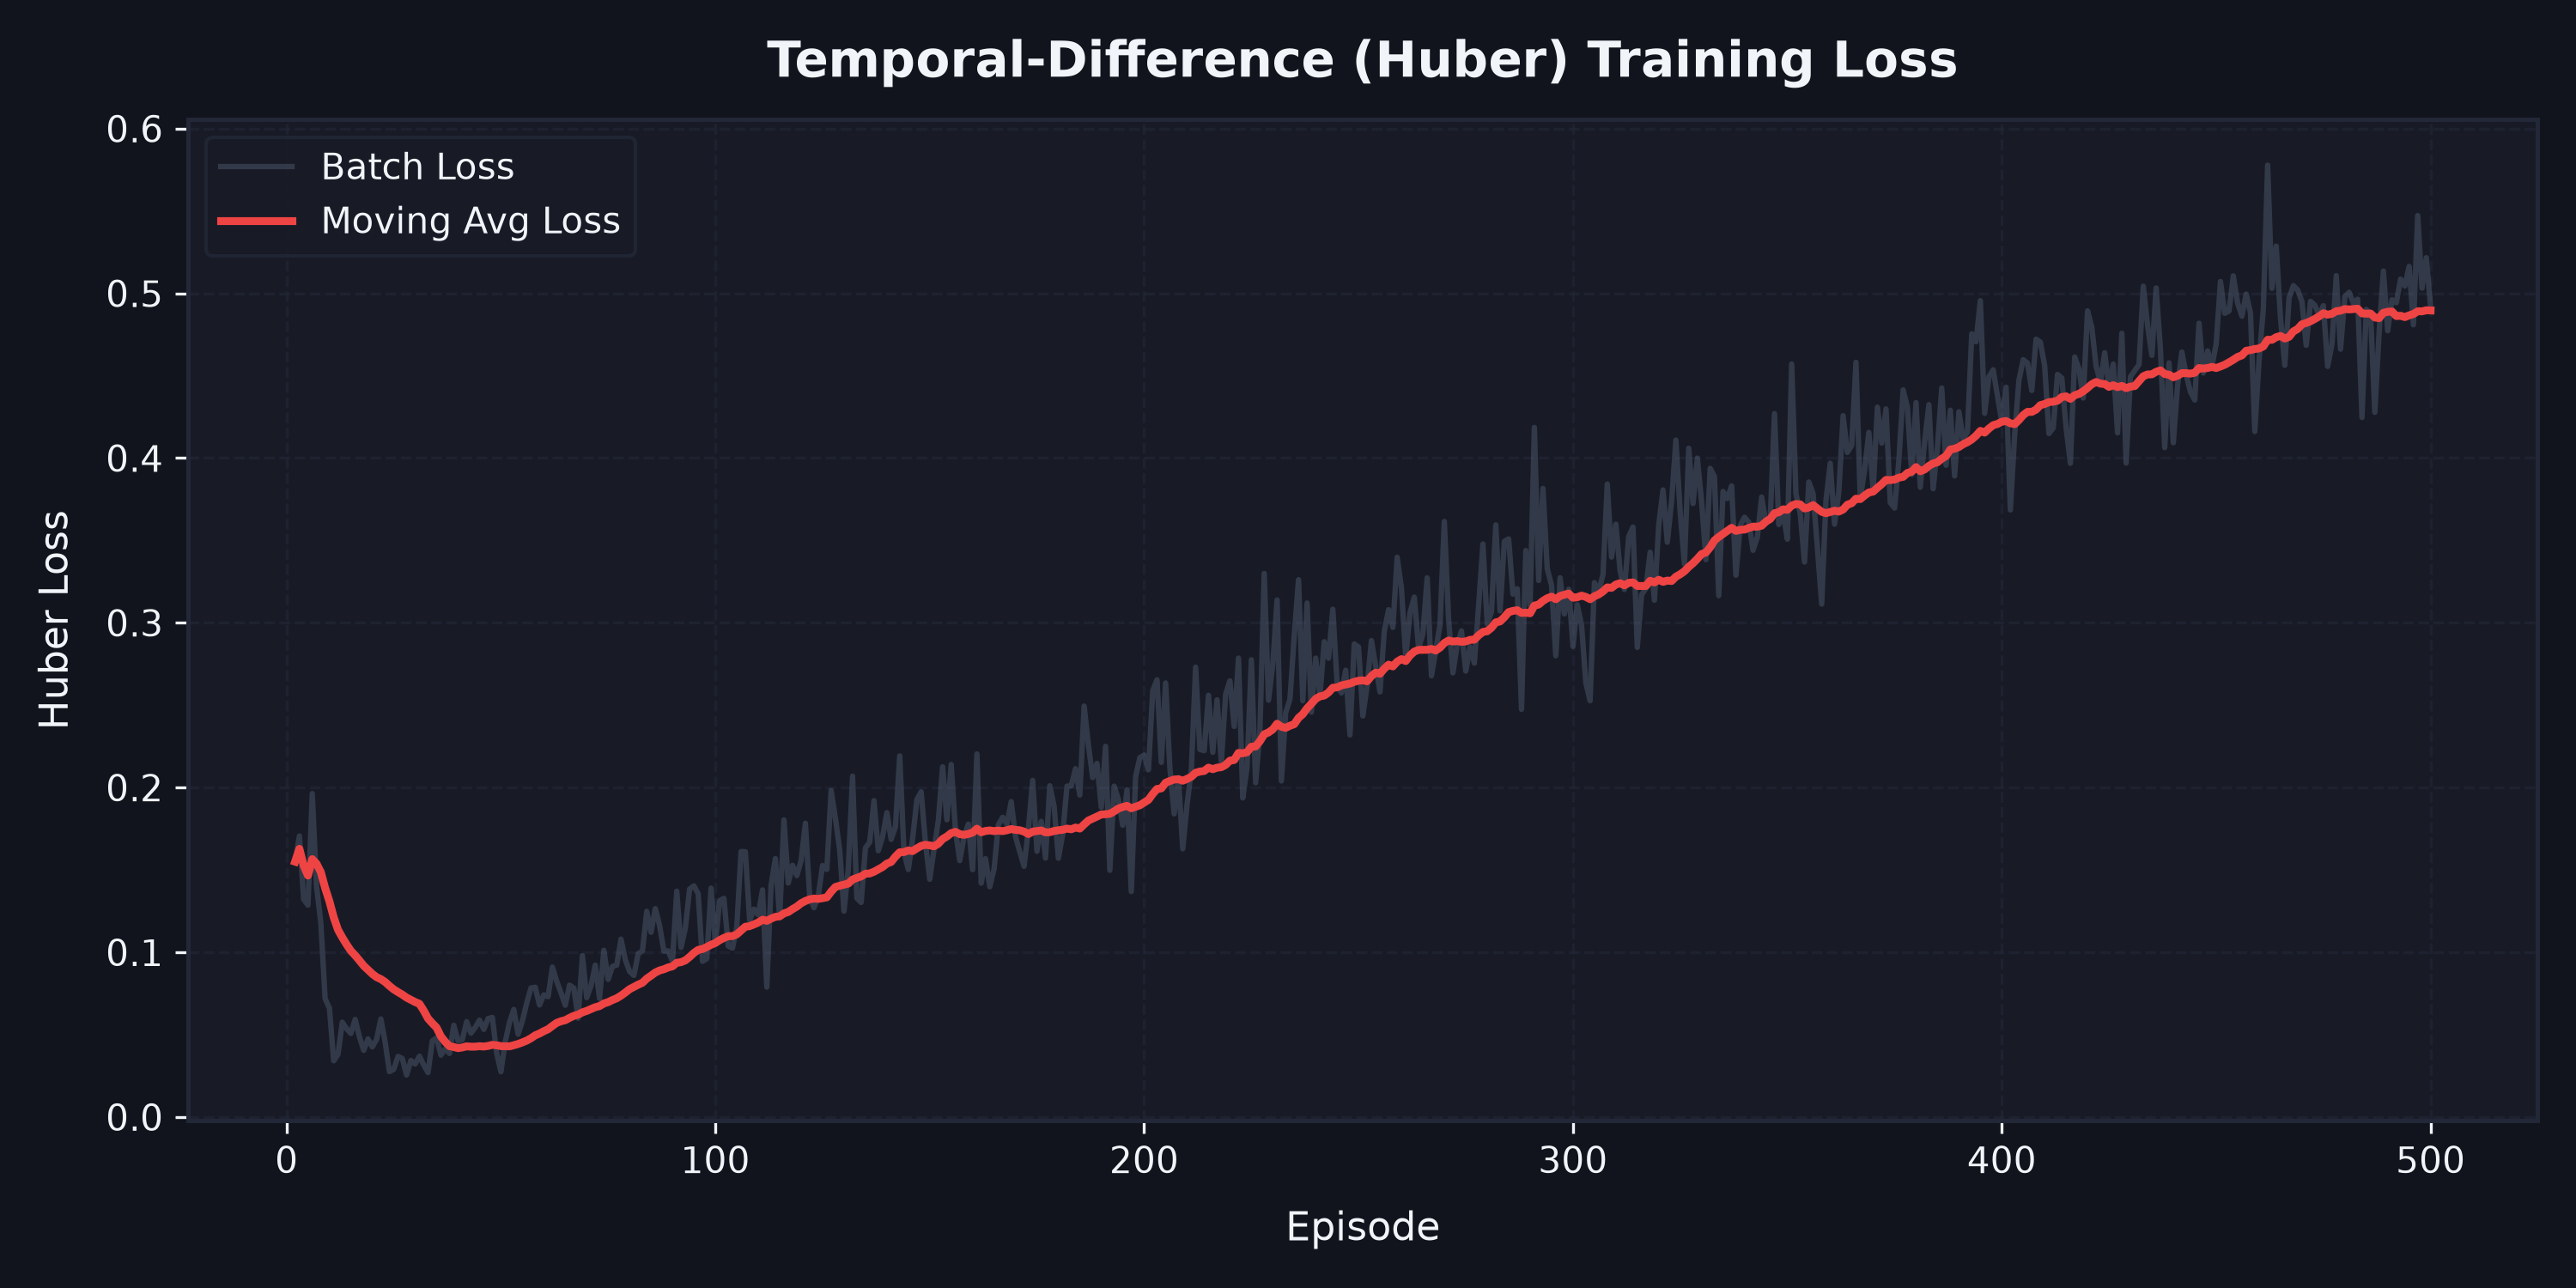 Temporal-Difference (Huber) Training Loss
Batch Loss
Moving Avg Loss
Huber Loss
0.6
0.5
0.4
0.3
0.2
0.1
0.0
0 100 200 300 400 500
Episode